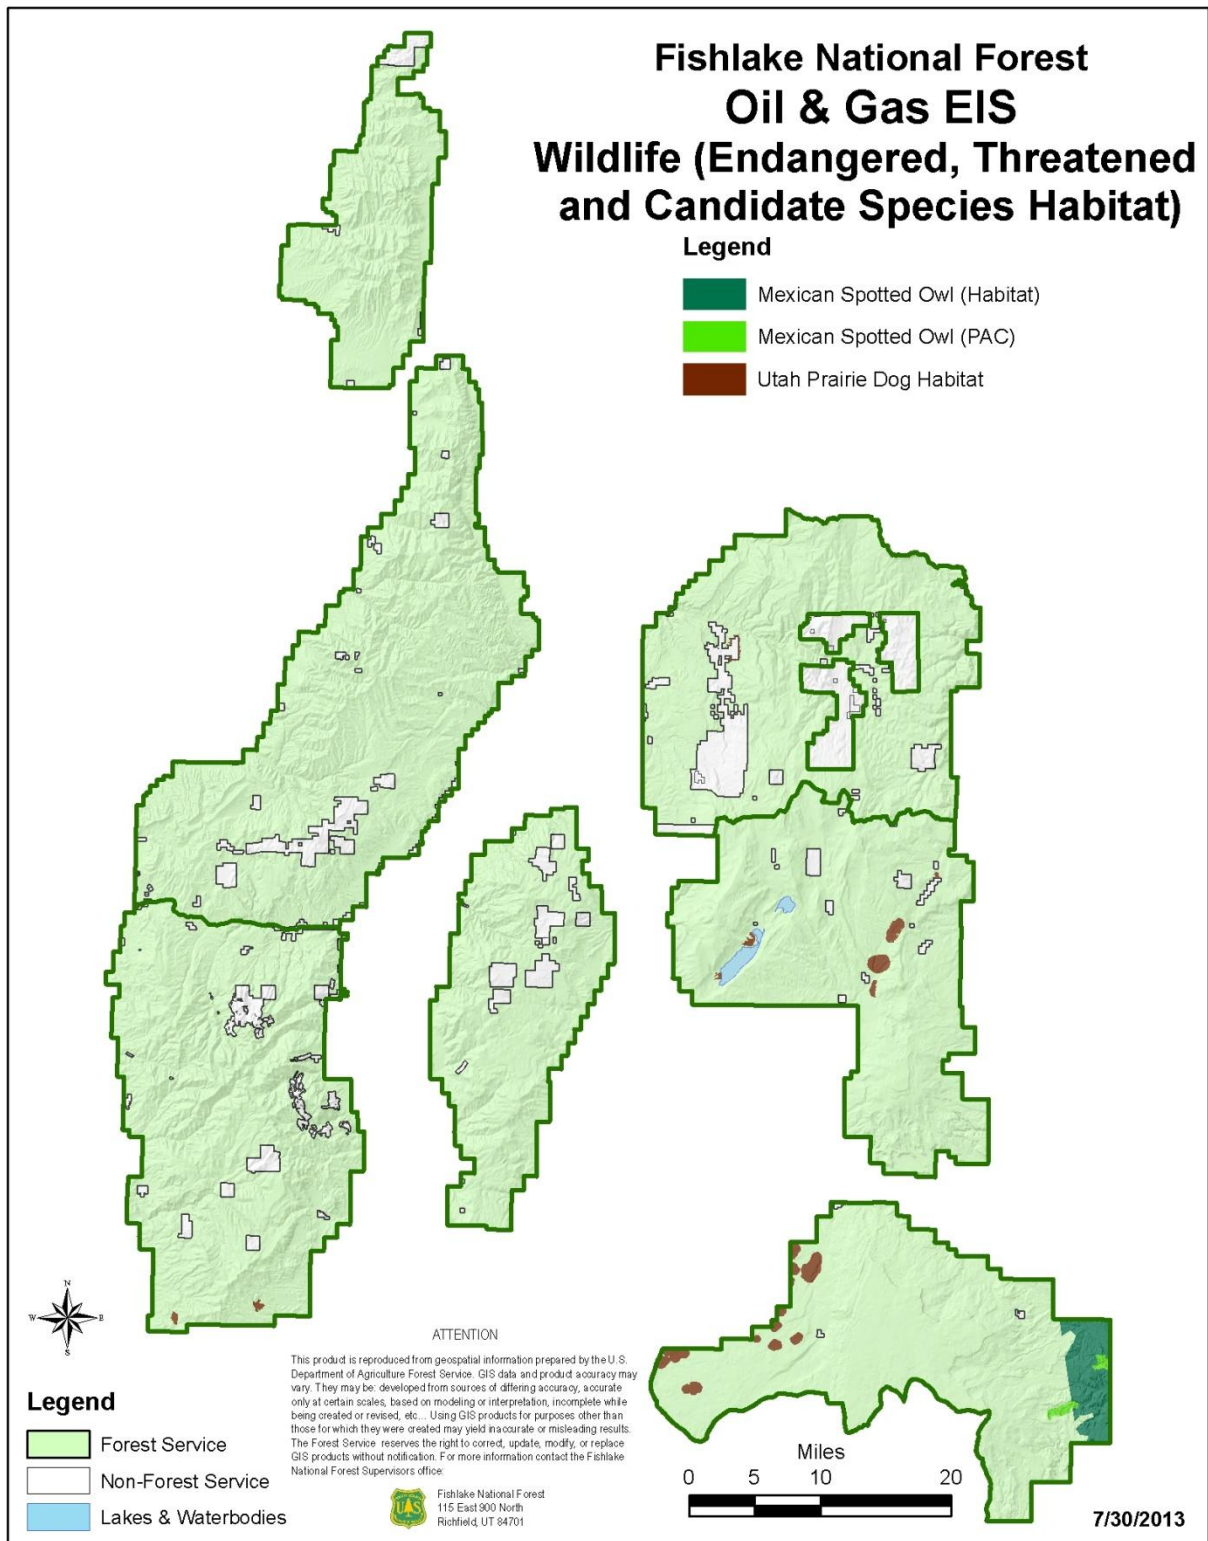 Fishlake National Forest
Oil & Gas EIS
Wildlife (Endangered, Threatened
and Candidate Species Habitat)
Legend
Mexican Spotted Owl (Habitat)
Mexican Spotted Owl (PAC)
Utah Prairie Dog Habitat
N
W E
S
ATTENTION
This product is reproduced from geospatial information prepared by the U.S.
Department of Agriculture Forest Service. GIS data and product accuracy may
vary. They may be: developed from sources of differing accuracy, accurate
only at certain scales, based on modeling or interpretation, incomplete while
being created or revised, etc... Using GIS products for purposes other than
those for which they were created may yield inaccurate or misleading results.
The Forest Service reserves the right to correct, update, modify, or replace
GIS products without notification. For more information contact the Fishlake
National Forest Supervisors office:
Fishlake National Forest
115 East 900 North
Richfield, UT 84701
Legend
Forest Service
Non-Forest Service
Lakes & Waterbodies
Miles
0 5 10 20
7/30/2013